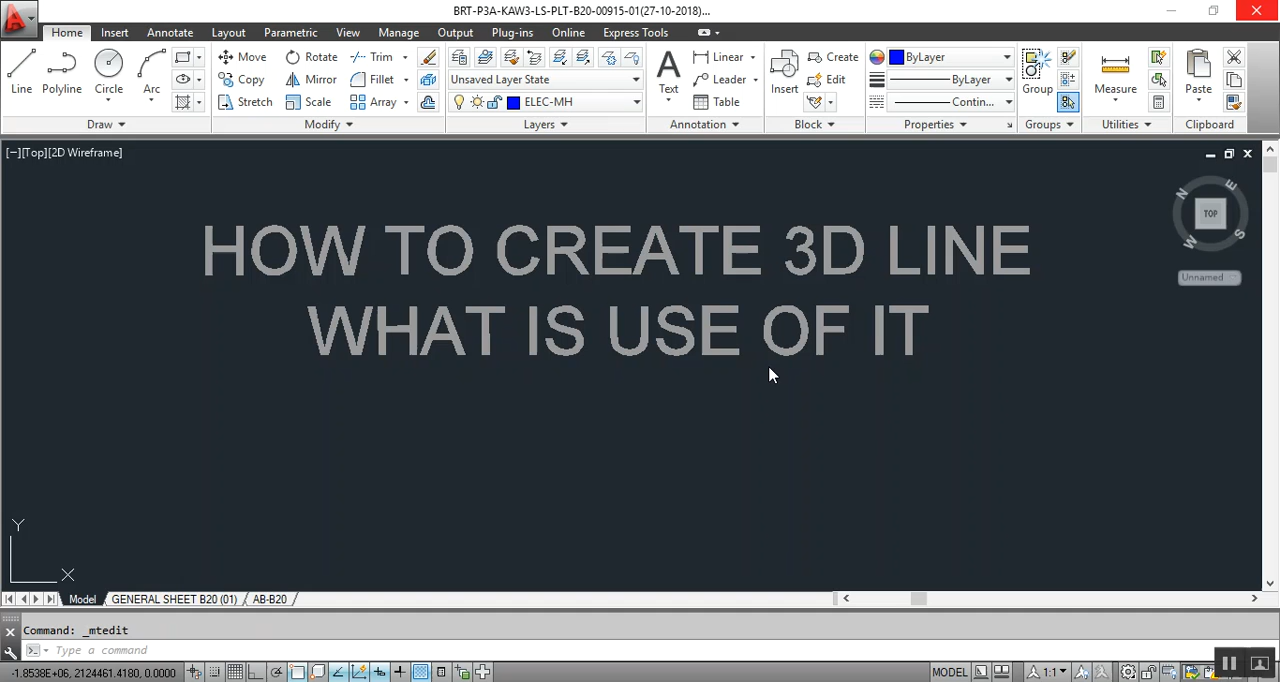 BRT-P3A-KAW3-LS-PLT-B20-00915-01(27-10-2018)...
Home Insert Annotate Layout Parametric View Manage Output Plug-ins Online Express Tools
Line Polyline Circle Arc
Move Rotate Trim
Copy Mirror Fillet
Stretch Scale Array
Unsaved Layer State
ELEC-MH
Text
Linear
Leader
Table
Insert
Create
Edit
ByLayer
ByLayer
Contin...
Group
Measure
Paste
Draw Modify Layers Annotation Block Properties Groups Utilities Clipboard
[−][Top][2D Wireframe]
N E
TOP
W S
Unnamed
HOW TO CREATE 3D LINE
WHAT IS USE OF IT
Y
X
Model GENERAL SHEET B20 (01) AB-B20
Command: _mtedit
Type a command
-1.8538E+06, 2124461.4180, 0.0000 MODEL 1:1